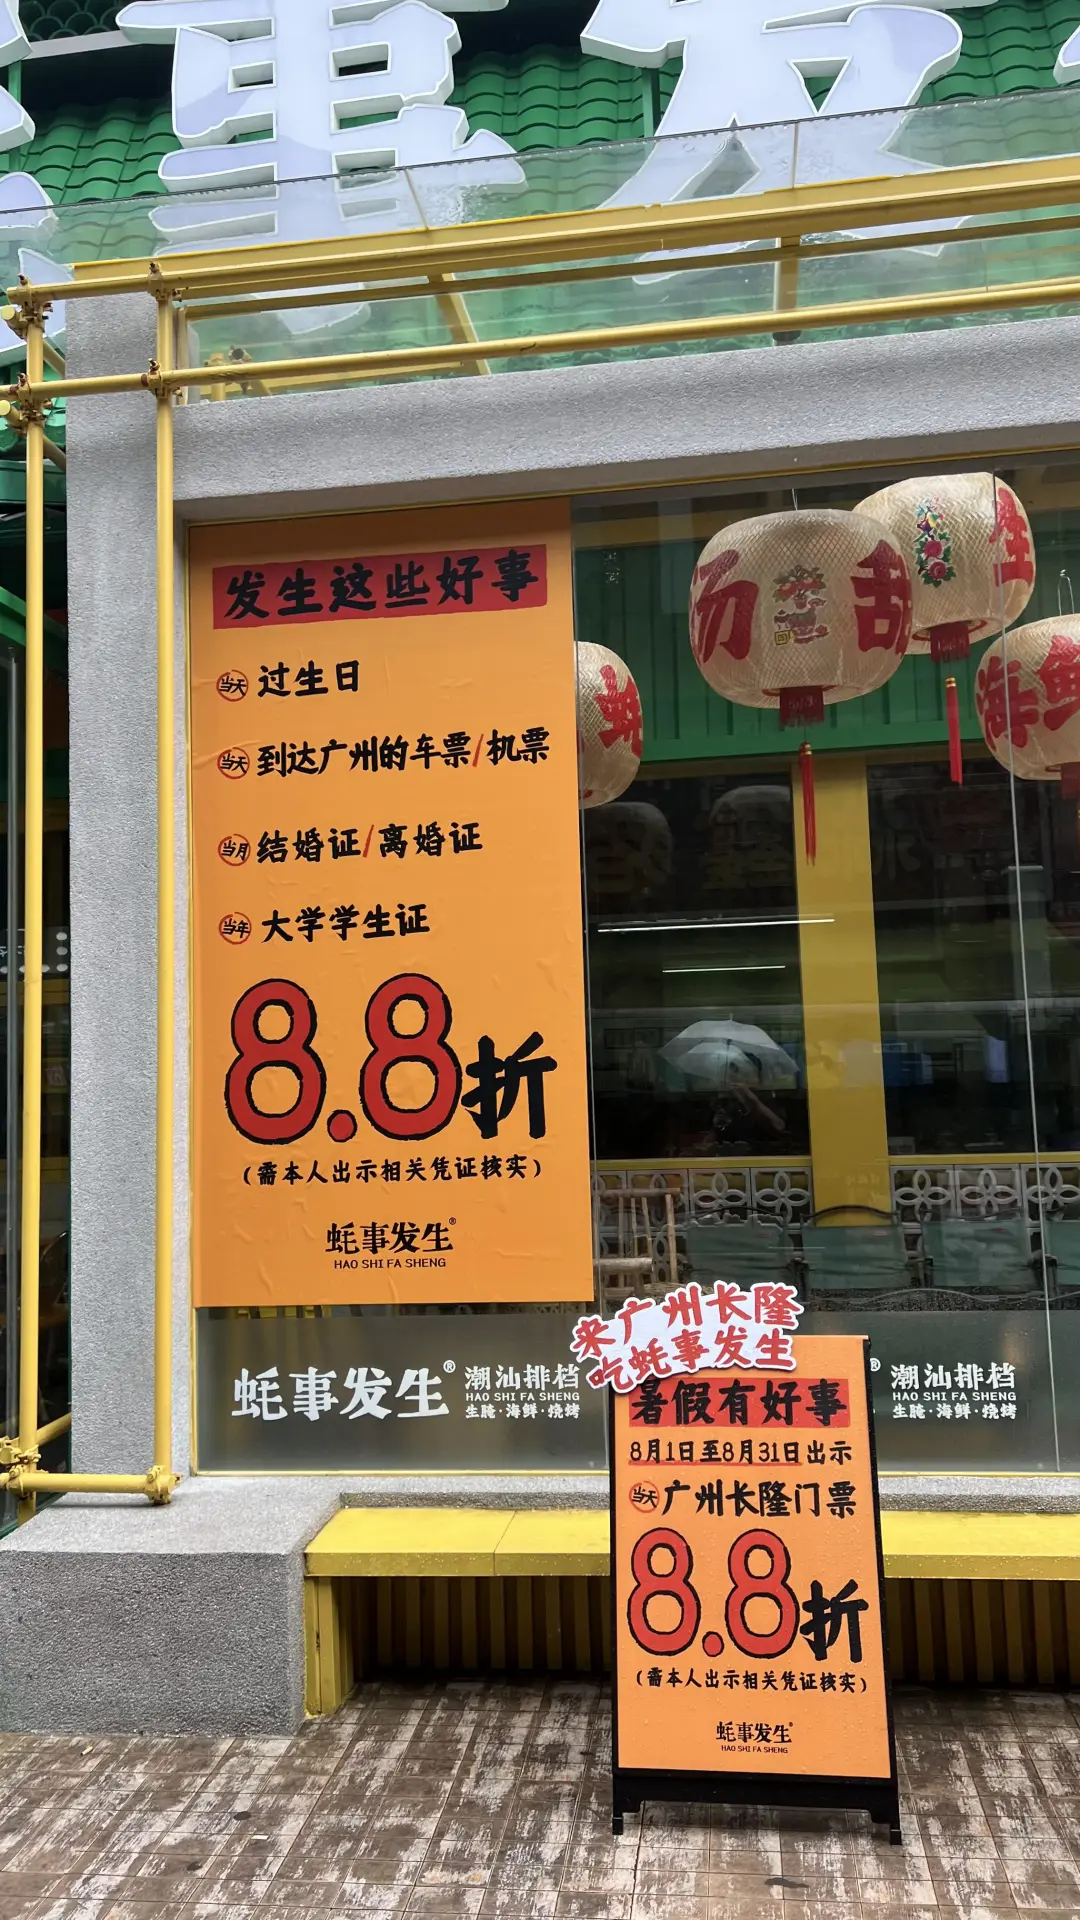 事发
发生这些好事
当天 过生日
当天 到达广州的车票/机票
当月 结婚证/离婚证
当年 大学学生证
8.8折
(需本人出示相关凭证核实)
蚝事发生®
HAO SHI FA SHENG
汤刮
海鲜
蚝
蚝事发生® 潮汕排档
HAO SHI FA SHENG
生腌·海鲜·烧烤
® 潮汕排档
HAO SHI FA SHENG
生腌·海鲜·烧烤
来广州长隆
吃蚝事发生
暑假有好事
8月1日至8月31日出示
当天 广州长隆门票
8.8折
(需本人出示相关凭证核实)
蚝事发生®
HAO SHI FA SHENG